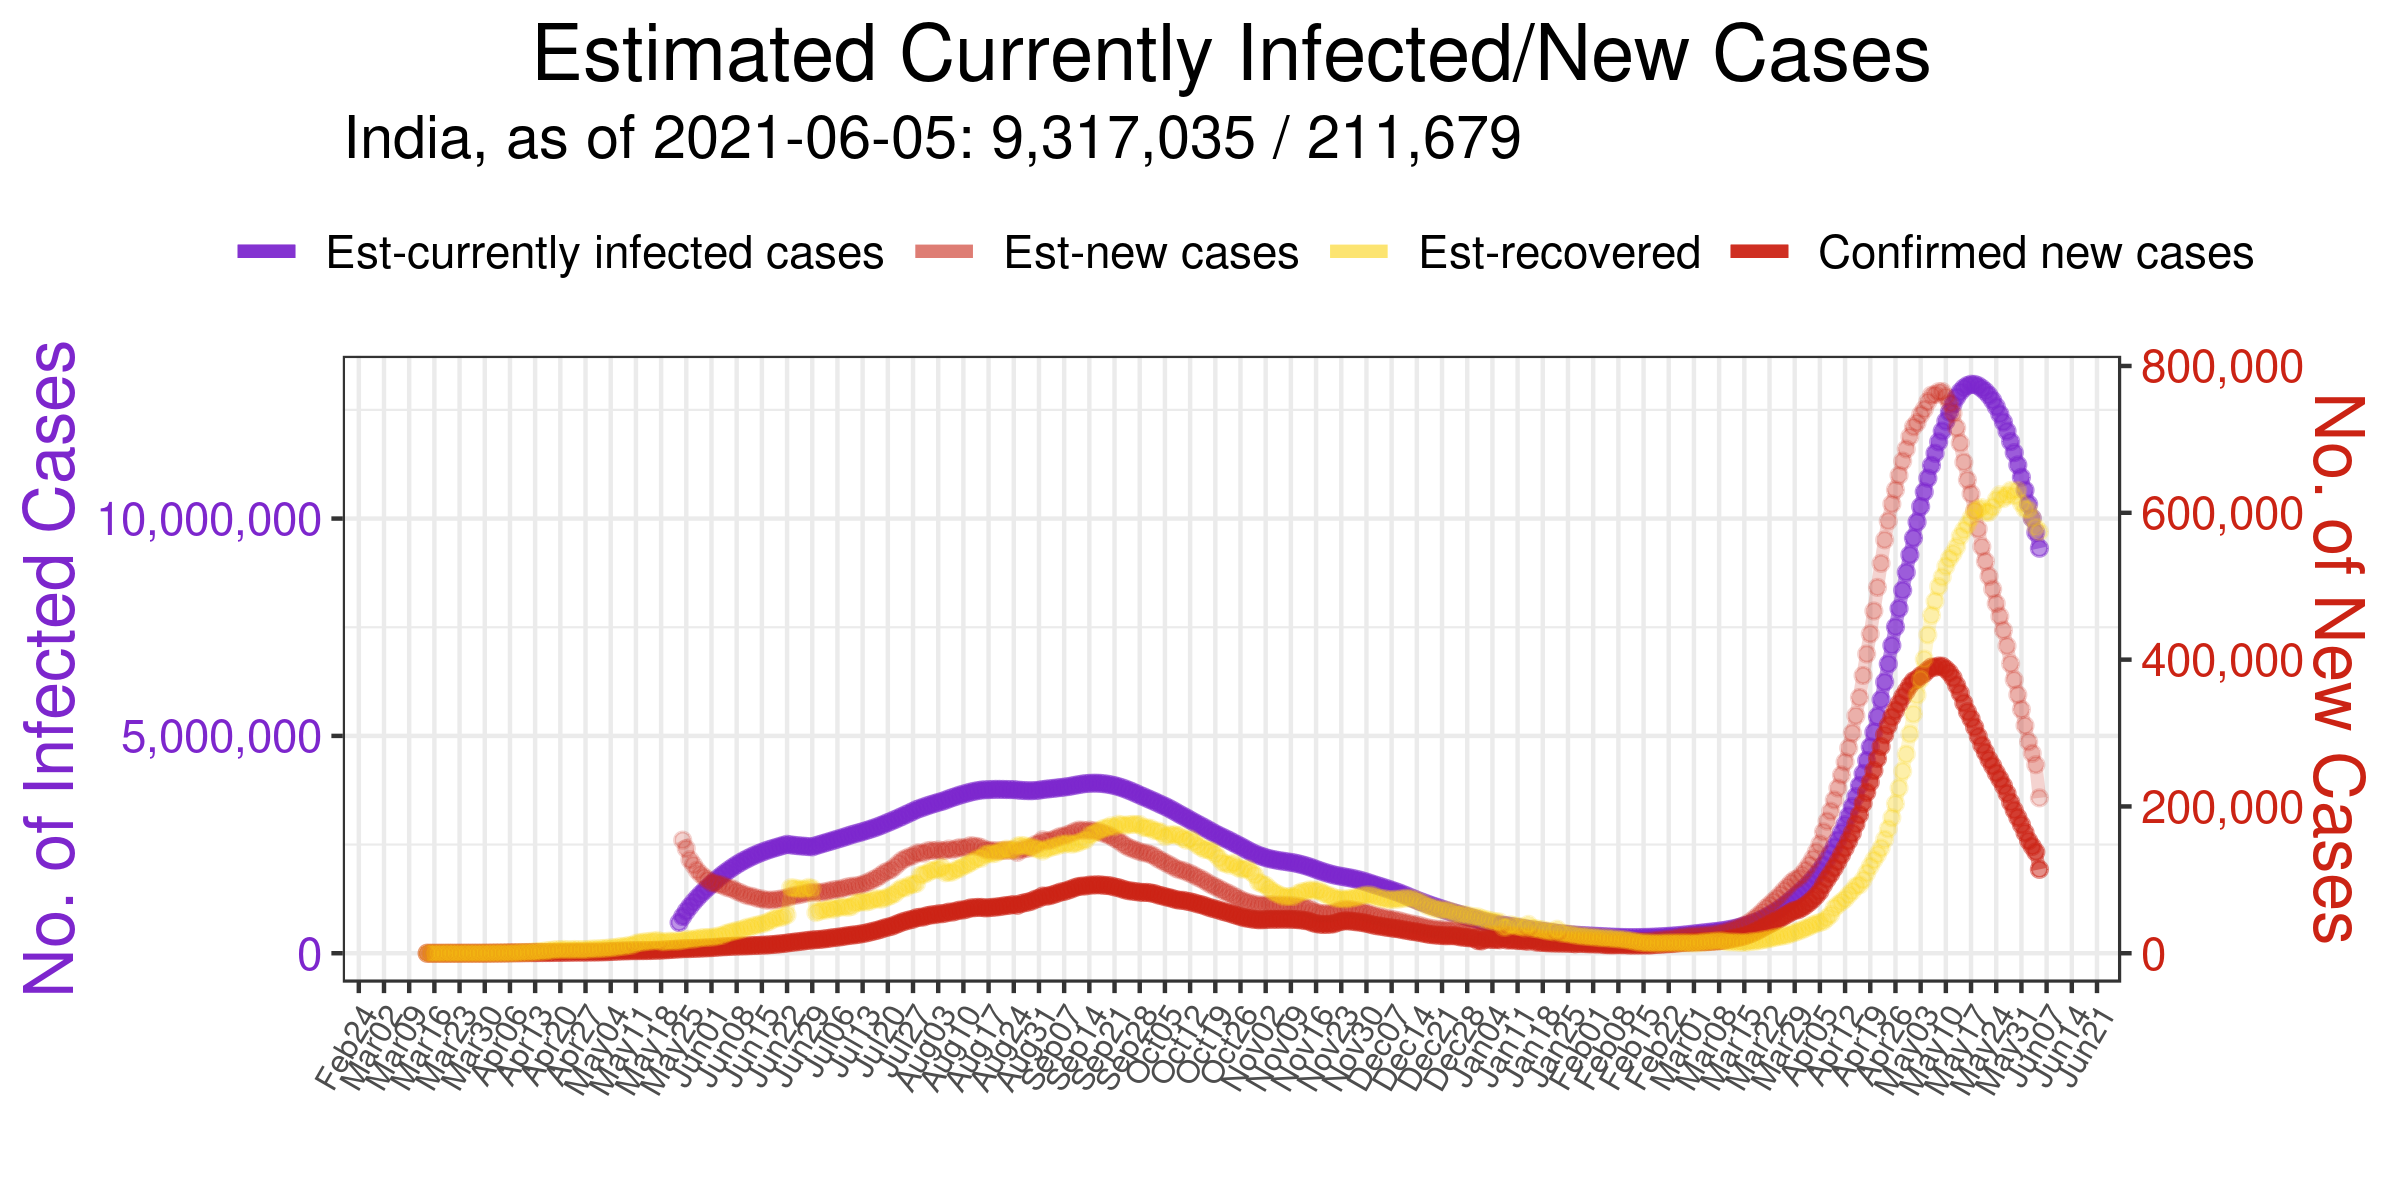 Estimated Currently Infected/New Cases
India, as of 2021-06-05: 9,317,035 / 211,679
Est-currently infected cases Est-new cases Est-recovered Confirmed new cases
No. of Infected Cases
10,000,000
5,000,000
0
800,000
600,000
400,000
200,000
0
No. of New Cases
Feb24 Mar02 Mar09 Mar16 Mar23 Mar30 Apr06 Apr13 Apr20 Apr27 May04 May11 May18 May25 Jun01 Jun08 Jun15 Jun22 Jun29 Jul06 Jul13 Jul20 Jul27 Aug03 Aug10 Aug17 Aug24 Aug31 Sep07 Sep14 Sep21 Sep28 Oct05 Oct12 Oct19 Oct26 Nov02 Nov09 Nov16 Nov23 Nov30 Dec07 Dec14 Dec21 Dec28 Jan04 Jan11 Jan18 Jan25 Feb01 Feb08 Feb15 Feb22 Mar01 Mar08 Mar15 Mar22 Mar29 Apr05 Apr12 Apr19 Apr26 May03 May10 May17 May24 May31 Jun07 Jun14 Jun21